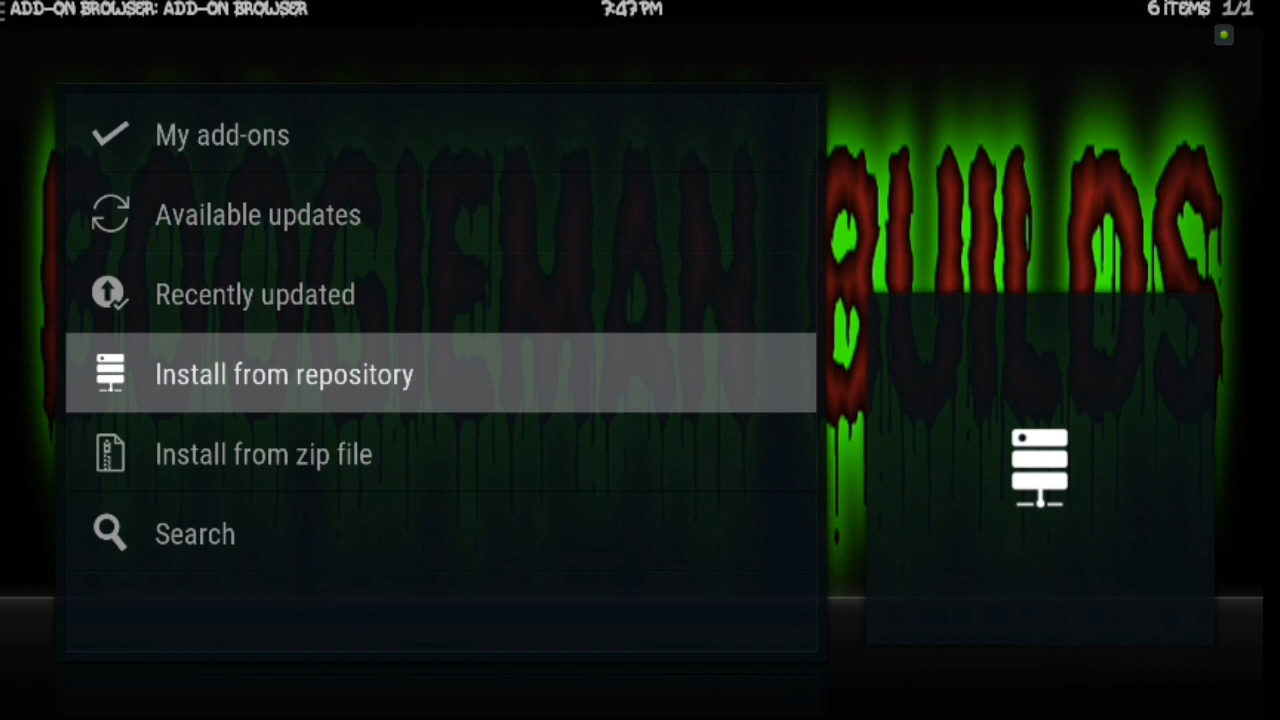 ADD-ON BROWSER: ADD-ON BROWSER
7:47 PM
6 ITEMS 1/1
My add-ons
Available updates
Recently updated
Install from repository
Install from zip file
Search
BOOGIEMAN BUILDS